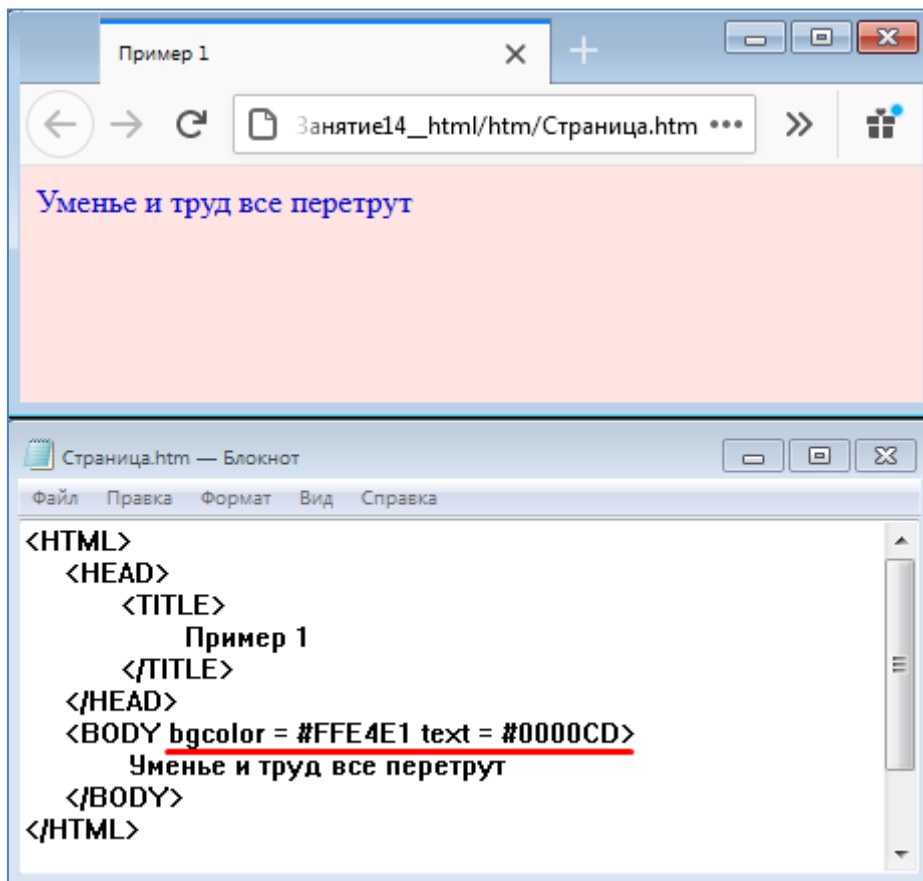 Пример 1
Занятие14__html/htm/Страница.htm
Уменье и труд все перетрут
Страница.htm — Блокнот
Файл Правка Формат Вид Справка
<HTML>
<HEAD>
<TITLE>
Пример 1
</TITLE>
</HEAD>
<BODY bgcolor = #FFE4E1 text = #0000CD>
Уменье и труд все перетрут
</BODY>
</HTML>